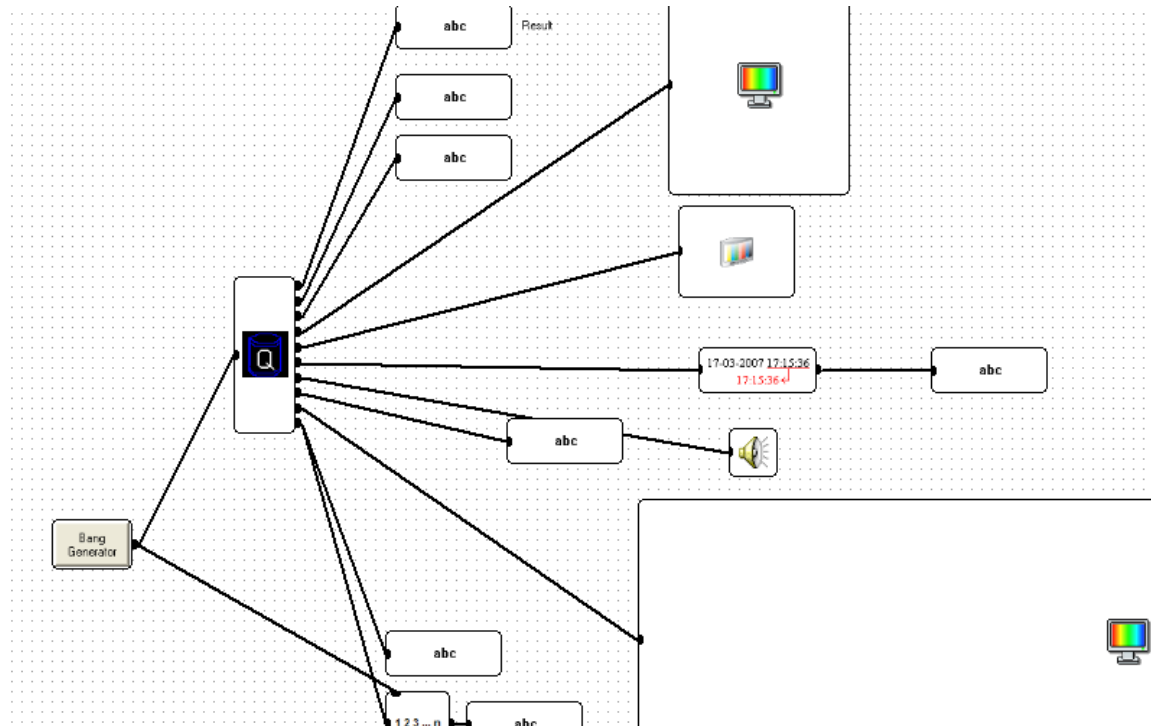 abc
Result
abc
abc
Q
17-03-2007 17:15:36
17:15:36
abc
abc
Bang
Generator
abc
1 2 3 ... n
abc